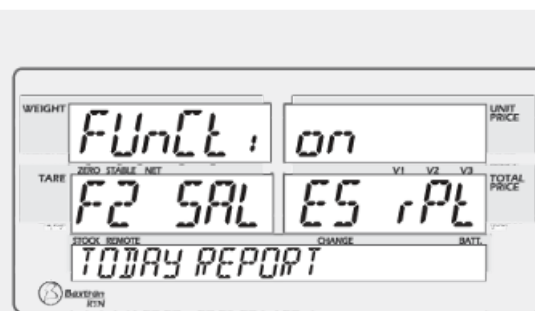 WEIGHT FUnCt ı on UNIT PRICE
ZERO STABLE NET V1 V2 V3
TARE F2 SAL ES rPt TOTAL PRICE
STOCK REMOTE CHANGE BATT.
TODAY REPORT
Baxtran